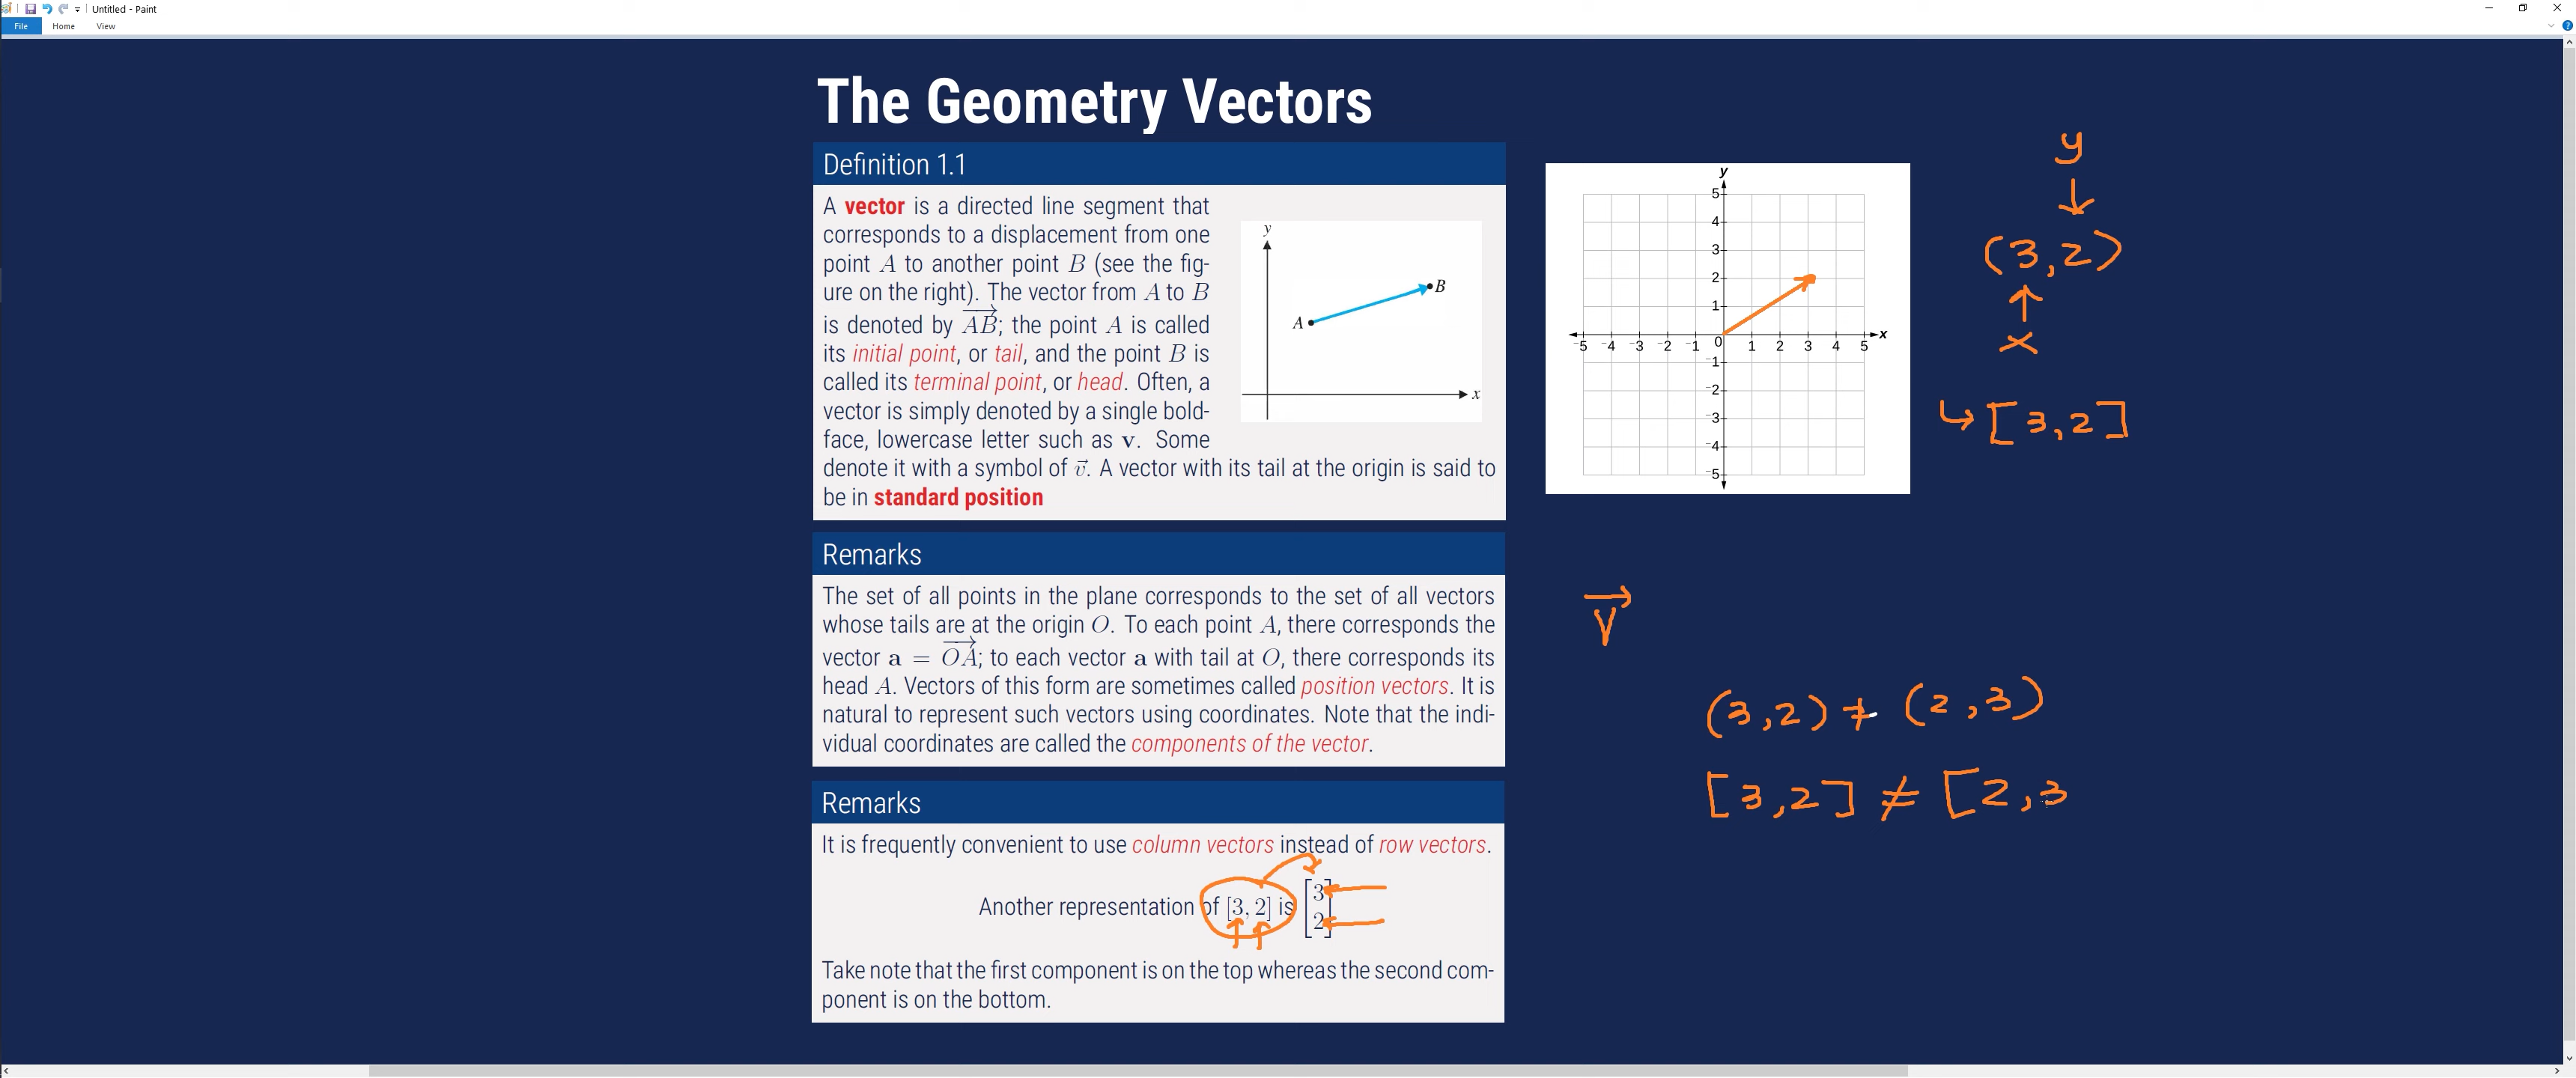 Untitled - Paint
File Home View
The Geometry Vectors
Definition 1.1
A vector is a directed line segment that
corresponds to a displacement from one
point A to another point B (see the fig-
ure on the right). The vector from A to B
is denoted by \overrightarrow{AB}; the point A is called
its initial point, or tail, and the point B is
called its terminal point, or head. Often, a
vector is simply denoted by a single bold-
face, lowercase letter such as v. Some
denote it with a symbol of \vec{v}. A vector with its tail at the origin is said to
be in standard position
y
B
A
x
Remarks
The set of all points in the plane corresponds to the set of all vectors
whose tails are at the origin O. To each point A, there corresponds the
vector a = \overrightarrow{OA}; to each vector a with tail at O, there corresponds its
head A. Vectors of this form are sometimes called position vectors. It is
natural to represent such vectors using coordinates. Note that the indi-
vidual coordinates are called the components of the vector.
Remarks
It is frequently convenient to use column vectors instead of row vectors.
Another representation of [3, 2] is [3
2]
Take note that the first component is on the top whereas the second com-
ponent is on the bottom.
y
5
4
3
2
1
-5 -4 -3 -2 -1 0 1 2 3 4 5 x
-1
-2
-3
-4
-5
y
↓
(3,2)
↑
x
↳ [3,2]
\vec{v}
(3,2) ≠ (2,3)
[3,2] ≠ [2,3